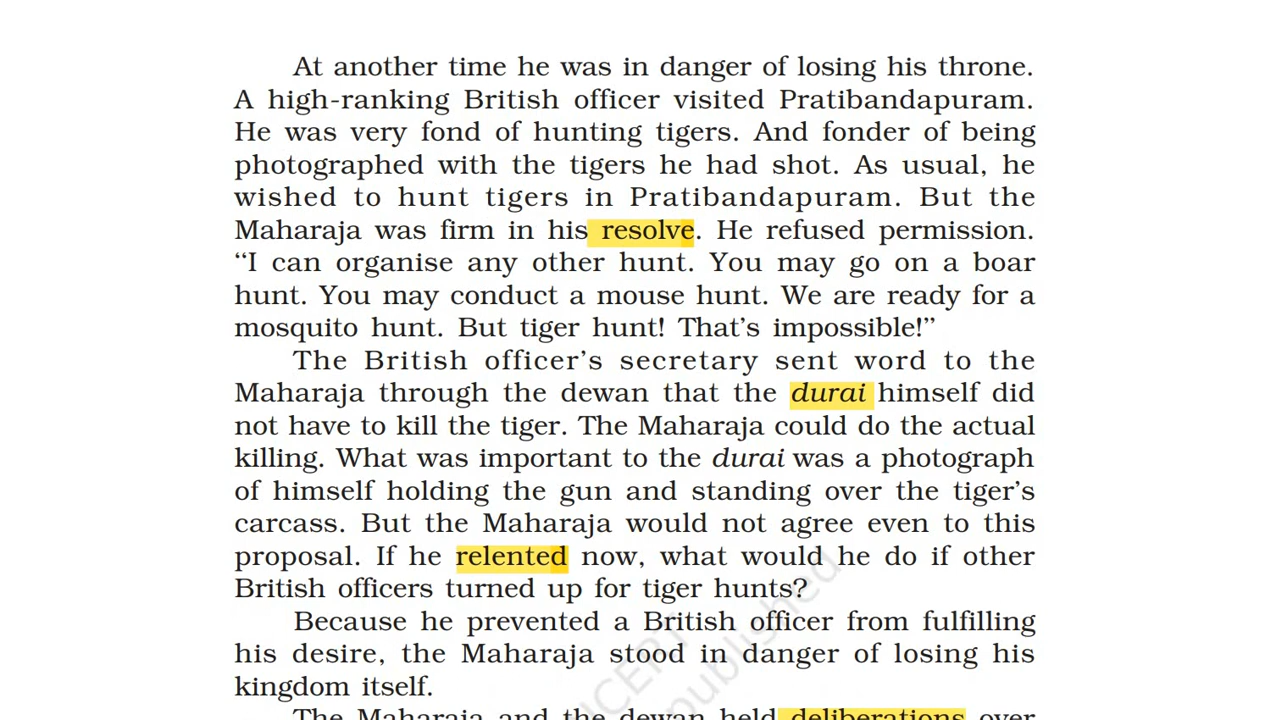 At another time he was in danger of losing his throne.
A high-ranking British officer visited Pratibandapuram.
He was very fond of hunting tigers. And fonder of being
photographed with the tigers he had shot. As usual, he
wished to hunt tigers in Pratibandapuram. But the
Maharaja was firm in his resolve. He refused permission.
“I can organise any other hunt. You may go on a boar
hunt. You may conduct a mouse hunt. We are ready for a
mosquito hunt. But tiger hunt! That’s impossible!”
The British officer’s secretary sent word to the
Maharaja through the dewan that the durai himself did
not have to kill the tiger. The Maharaja could do the actual
killing. What was important to the durai was a photograph
of himself holding the gun and standing over the tiger’s
carcass. But the Maharaja would not agree even to this
proposal. If he relented now, what would he do if other
British officers turned up for tiger hunts?
Because he prevented a British officer from fulfilling
his desire, the Maharaja stood in danger of losing his
kingdom itself.
The Maharaja and the dewan held deliberations over
published